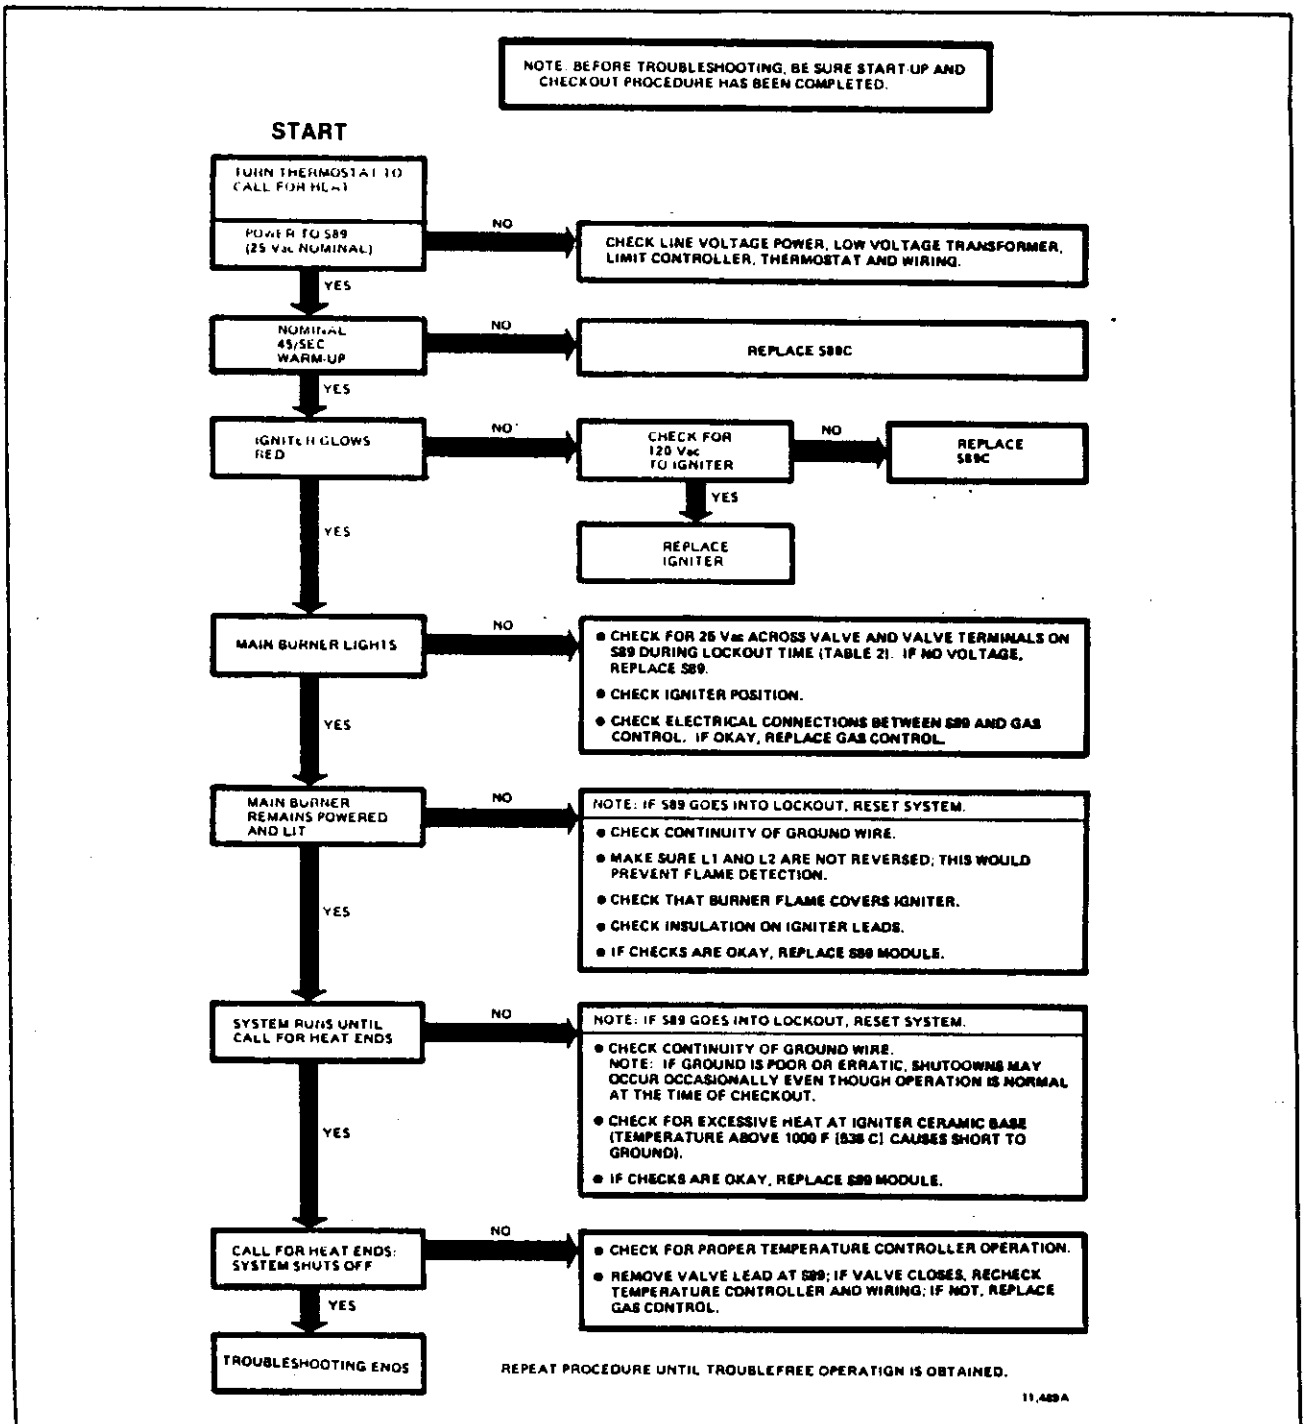 NOTE: BEFORE TROUBLESHOOTING, BE SURE START-UP AND
CHECKOUT PROCEDURE HAS BEEN COMPLETED.
START
TURN THERMOSTAT TO
CALL FOR HEAT
POWER TO S89
(25 Vac NOMINAL)
NO
CHECK LINE VOLTAGE POWER, LOW VOLTAGE TRANSFORMER,
LIMIT CONTROLLER, THERMOSTAT AND WIRING.
YES
NOMINAL
45/SEC
WARM-UP
NO
REPLACE S89C
YES
IGNITER GLOWS
RED
NO
CHECK FOR
120 Vac
TO IGNITER
NO
REPLACE
S89C
YES
REPLACE
IGNITER
YES
MAIN BURNER LIGHTS
NO
● CHECK FOR 25 Vac ACROSS VALVE AND VALVE TERMINALS ON
S89 DURING LOCKOUT TIME (TABLE 2). IF NO VOLTAGE,
REPLACE S89.
● CHECK IGNITER POSITION.
● CHECK ELECTRICAL CONNECTIONS BETWEEN S89 AND GAS
CONTROL. IF OKAY, REPLACE GAS CONTROL.
YES
MAIN BURNER
REMAINS POWERED
AND LIT
NO
NOTE: IF S89 GOES INTO LOCKOUT, RESET SYSTEM.
● CHECK CONTINUITY OF GROUND WIRE.
● MAKE SURE L1 AND L2 ARE NOT REVERSED; THIS WOULD
PREVENT FLAME DETECTION.
● CHECK THAT BURNER FLAME COVERS IGNITER.
● CHECK INSULATION ON IGNITER LEADS.
● IF CHECKS ARE OKAY, REPLACE S89 MODULE.
YES
SYSTEM RUNS UNTIL
CALL FOR HEAT ENDS
NO
NOTE: IF S89 GOES INTO LOCKOUT, RESET SYSTEM.
● CHECK CONTINUITY OF GROUND WIRE.
NOTE: IF GROUND IS POOR OR ERRATIC, SHUTDOWNS MAY
OCCUR OCCASIONALLY EVEN THOUGH OPERATION IS NORMAL
AT THE TIME OF CHECKOUT.
● CHECK FOR EXCESSIVE HEAT AT IGNITER CERAMIC BASE
(TEMPERATURE ABOVE 1000 F [538 C] CAUSES SHORT TO
GROUND).
● IF CHECKS ARE OKAY, REPLACE S89 MODULE.
YES
CALL FOR HEAT ENDS:
SYSTEM SHUTS OFF
NO
● CHECK FOR PROPER TEMPERATURE CONTROLLER OPERATION.
● REMOVE VALVE LEAD AT S89; IF VALVE CLOSES, RECHECK
TEMPERATURE CONTROLLER AND WIRING; IF NOT, REPLACE
GAS CONTROL.
YES
TROUBLESHOOTING ENDS
REPEAT PROCEDURE UNTIL TROUBLEFREE OPERATION IS OBTAINED.
11,489A